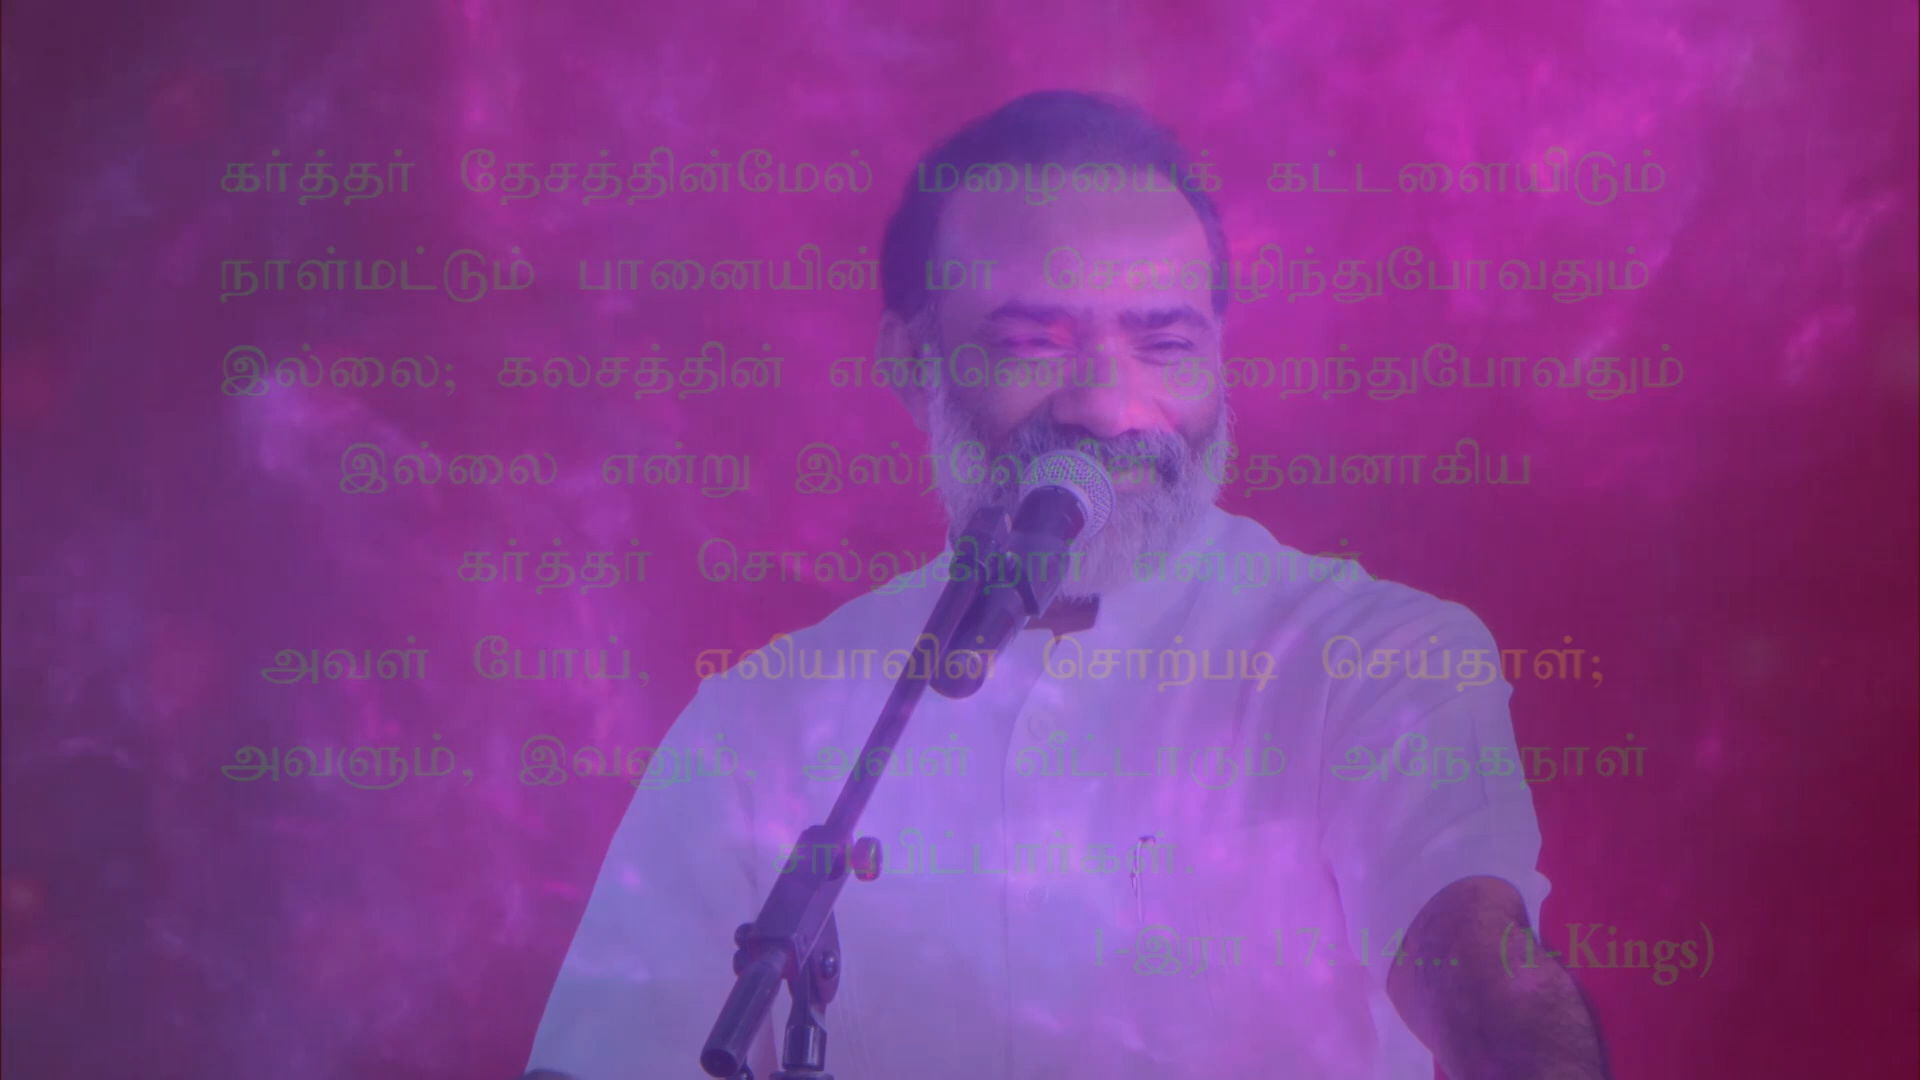 கர்த்தர் தேசத்தின்மேல் மழையைக் கட்டளையிடும்
நாள்மட்டும் பானையின் மா செலவழிந்துபோவதும்
இல்லை; கலசத்தின் எண்ணெய் குறைந்துபோவதும்
இல்லை என்று இஸ்ரவேலின் தேவனாகிய
கர்த்தர் சொல்லுகிறார் என்றான்.
அவள் போய், எலியாவின் சொற்படி செய்தாள்;
அவளும், இவனும், அவள் வீட்டாரும் அநேகநாள்
சாப்பிட்டார்கள்.
1-இரா 17:14... (1-Kings)